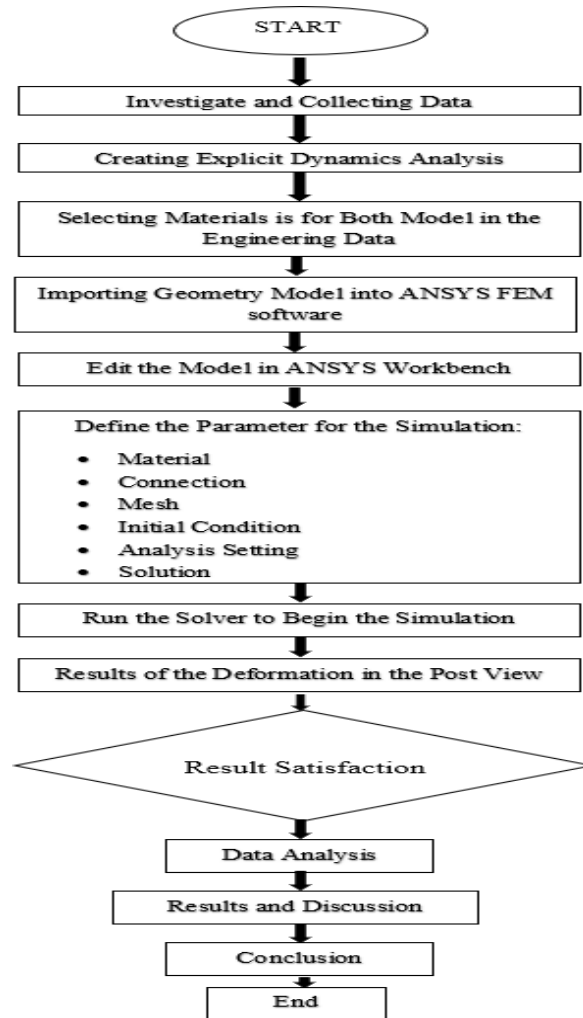 START
Investigate and Collecting Data
Creating Explicit Dynamics Analysis
Selecting Materials is for Both Model in the
Engineering Data
Importing Geometry Model into ANSYS FEM
software
Edit the Model in ANSYS Workbench
Define the Parameter for the Simulation:
• Material
• Connection
• Mesh
• Initial Condition
• Analysis Setting
• Solution
Run the Solver to Begin the Simulation
Results of the Deformation in the Post View
Result Satisfaction
Data Analysis
Results and Discussion
Conclusion
End